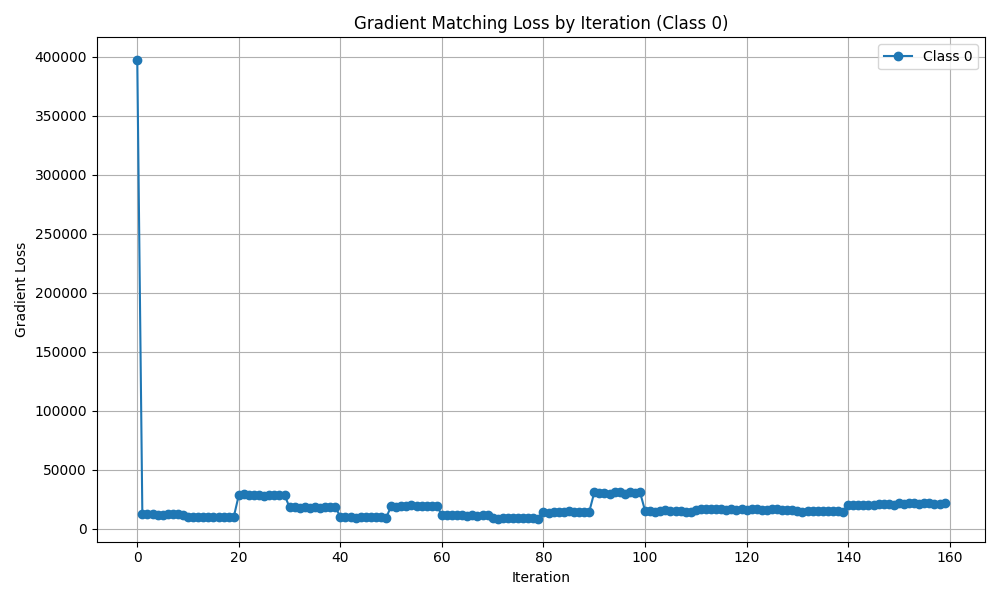 Gradient Matching Loss by Iteration (Class 0)
Class 0
400000
350000
300000
250000
200000
150000
100000
50000
0
Gradient Loss
0 20 40 60 80 100 120 140 160
Iteration